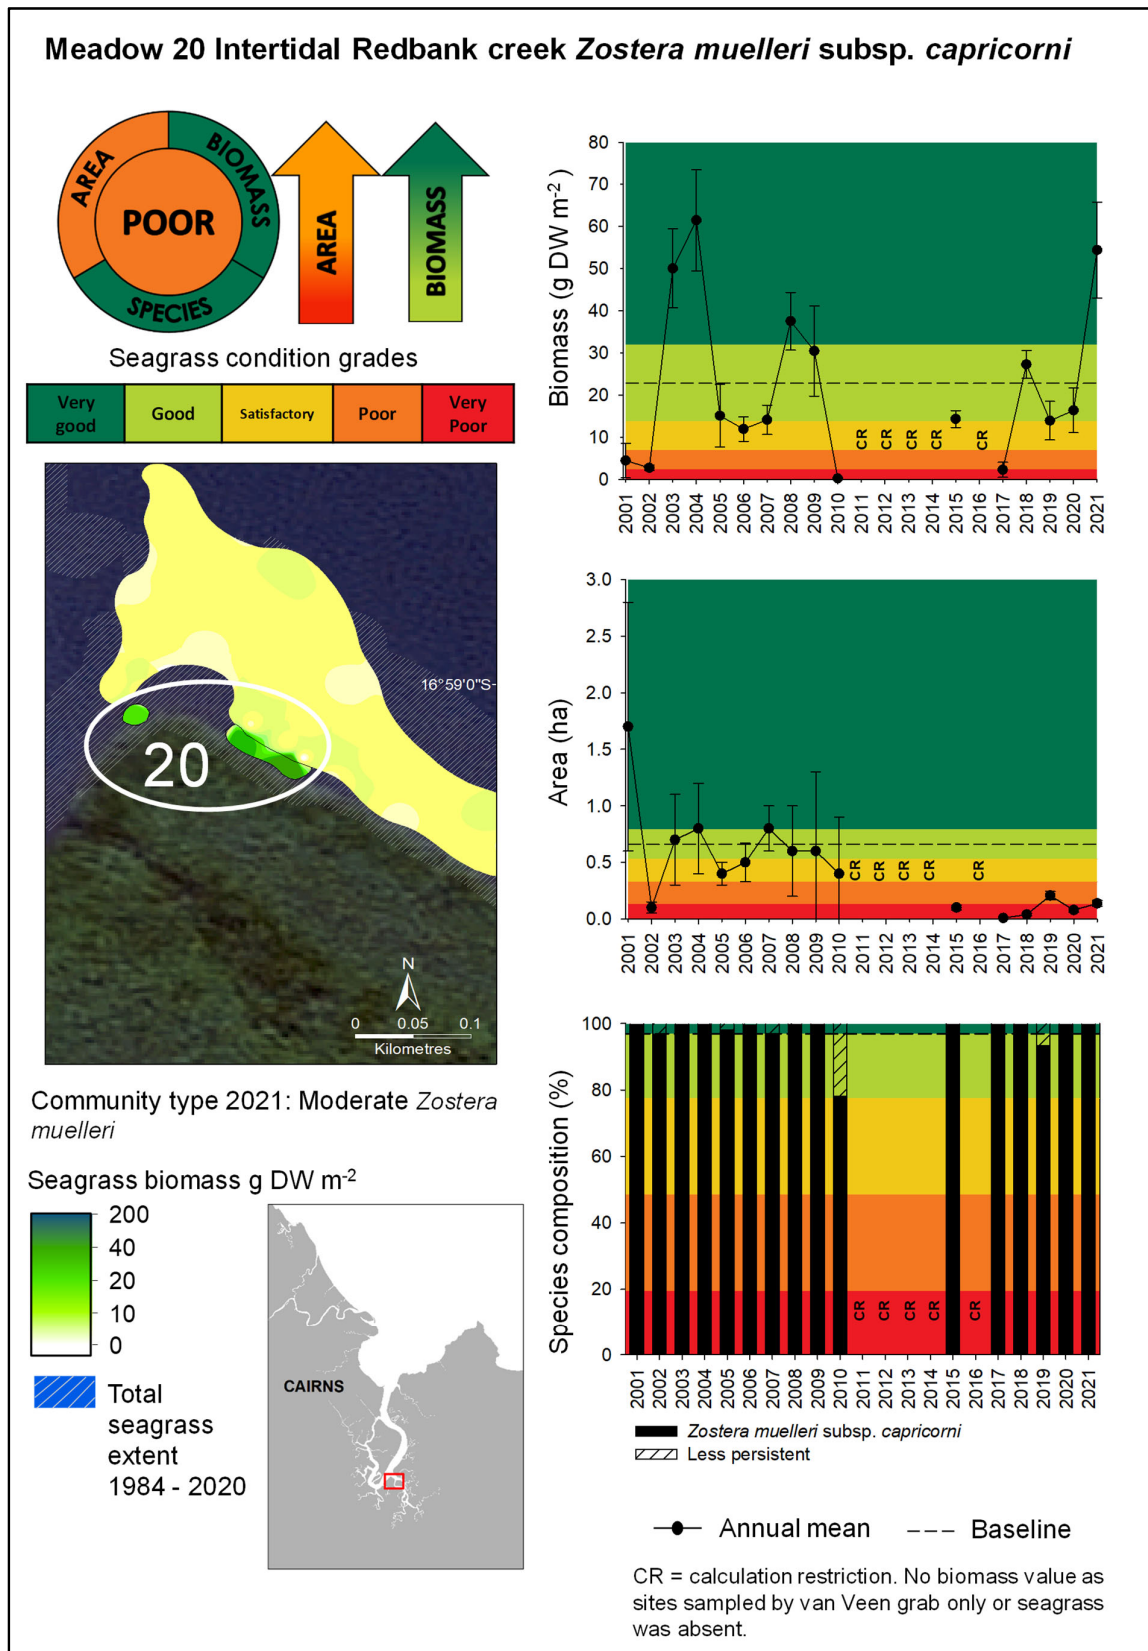 Meadow 20 Intertidal Redbank creek Zostera muelleri subsp. capricorni
AREA
BIOMASS
POOR
SPECIES
AREA
BIOMASS
Seagrass condition grades
Very good
Good
Satisfactory
Poor
Very Poor
16°59'0"S
20
N
0 0.05 0.1
Kilometres
Community type 2021: Moderate Zostera
muelleri
Seagrass biomass g DW m-2
200
40
20
10
0
Total
seagrass
extent
1984 - 2020
CAIRNS
Biomass (g DW m-2)
80
70
60
50
40
30
20
10
0
CR CR CR CR CR
2001 2002 2003 2004 2005 2006 2007 2008 2009 2010 2011 2012 2013 2014 2015 2016 2017 2018 2019 2020 2021
Area (ha)
3.0
2.5
2.0
1.5
1.0
0.5
0.0
CR CR CR CR CR
2001 2002 2003 2004 2005 2006 2007 2008 2009 2010 2011 2012 2013 2014 2015 2016 2017 2018 2019 2020 2021
Species composition (%)
100
80
60
40
20
0
CR CR CR CR CR
2001 2002 2003 2004 2005 2006 2007 2008 2009 2010 2011 2012 2013 2014 2015 2016 2017 2018 2019 2020 2021
Zostera muelleri subsp. capricorni
Less persistent
Annual mean
Baseline
CR = calculation restriction. No biomass value as
sites sampled by van Veen grab only or seagrass
was absent.